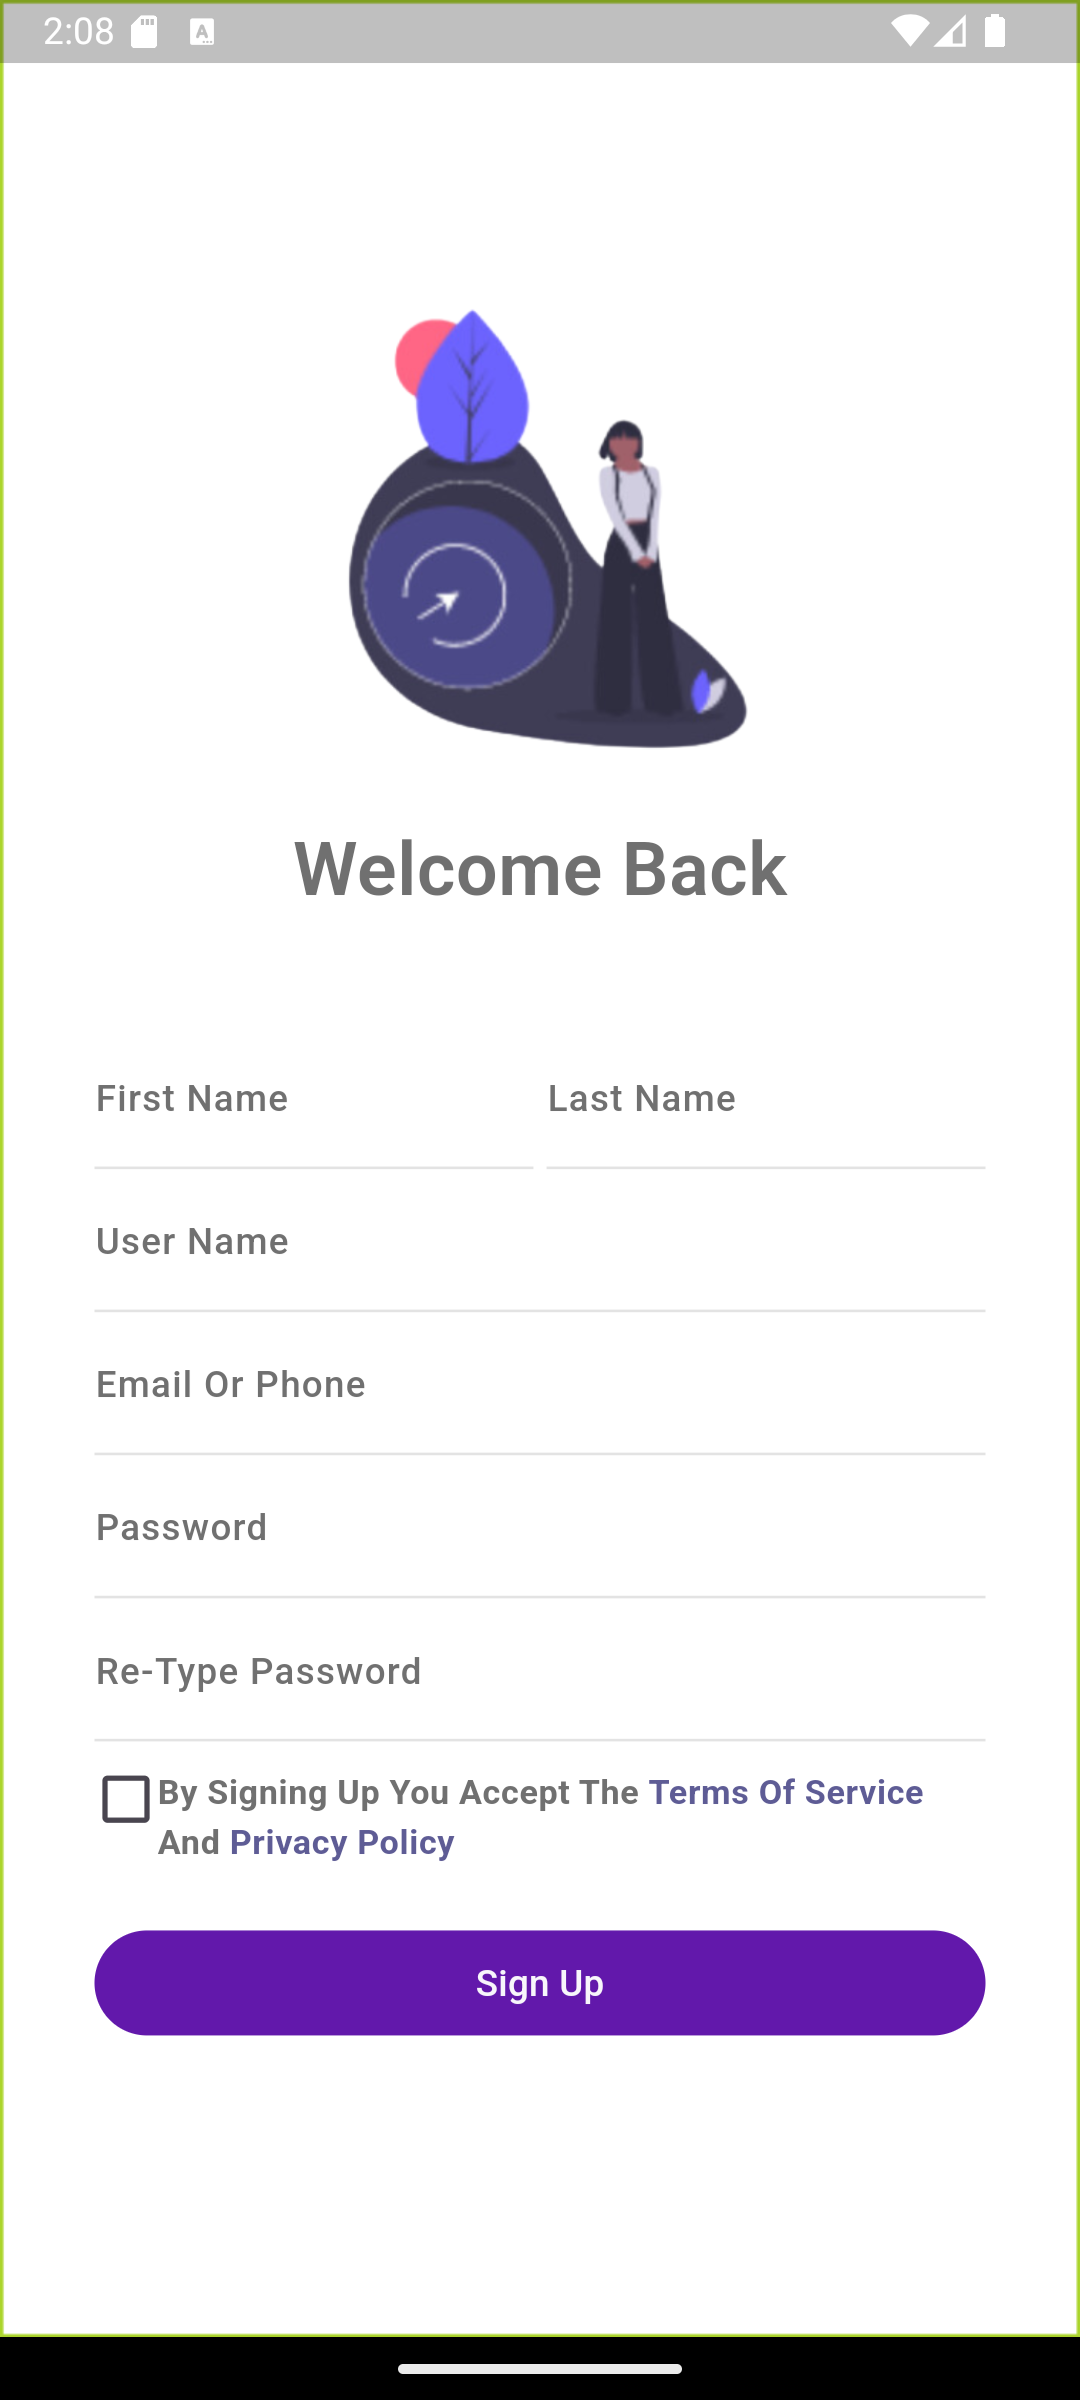 2:08
A
Welcome Back
First Name Last Name
User Name
Email Or Phone
Password
Re-Type Password
By Signing Up You Accept The Terms Of Service
And Privacy Policy
Sign Up